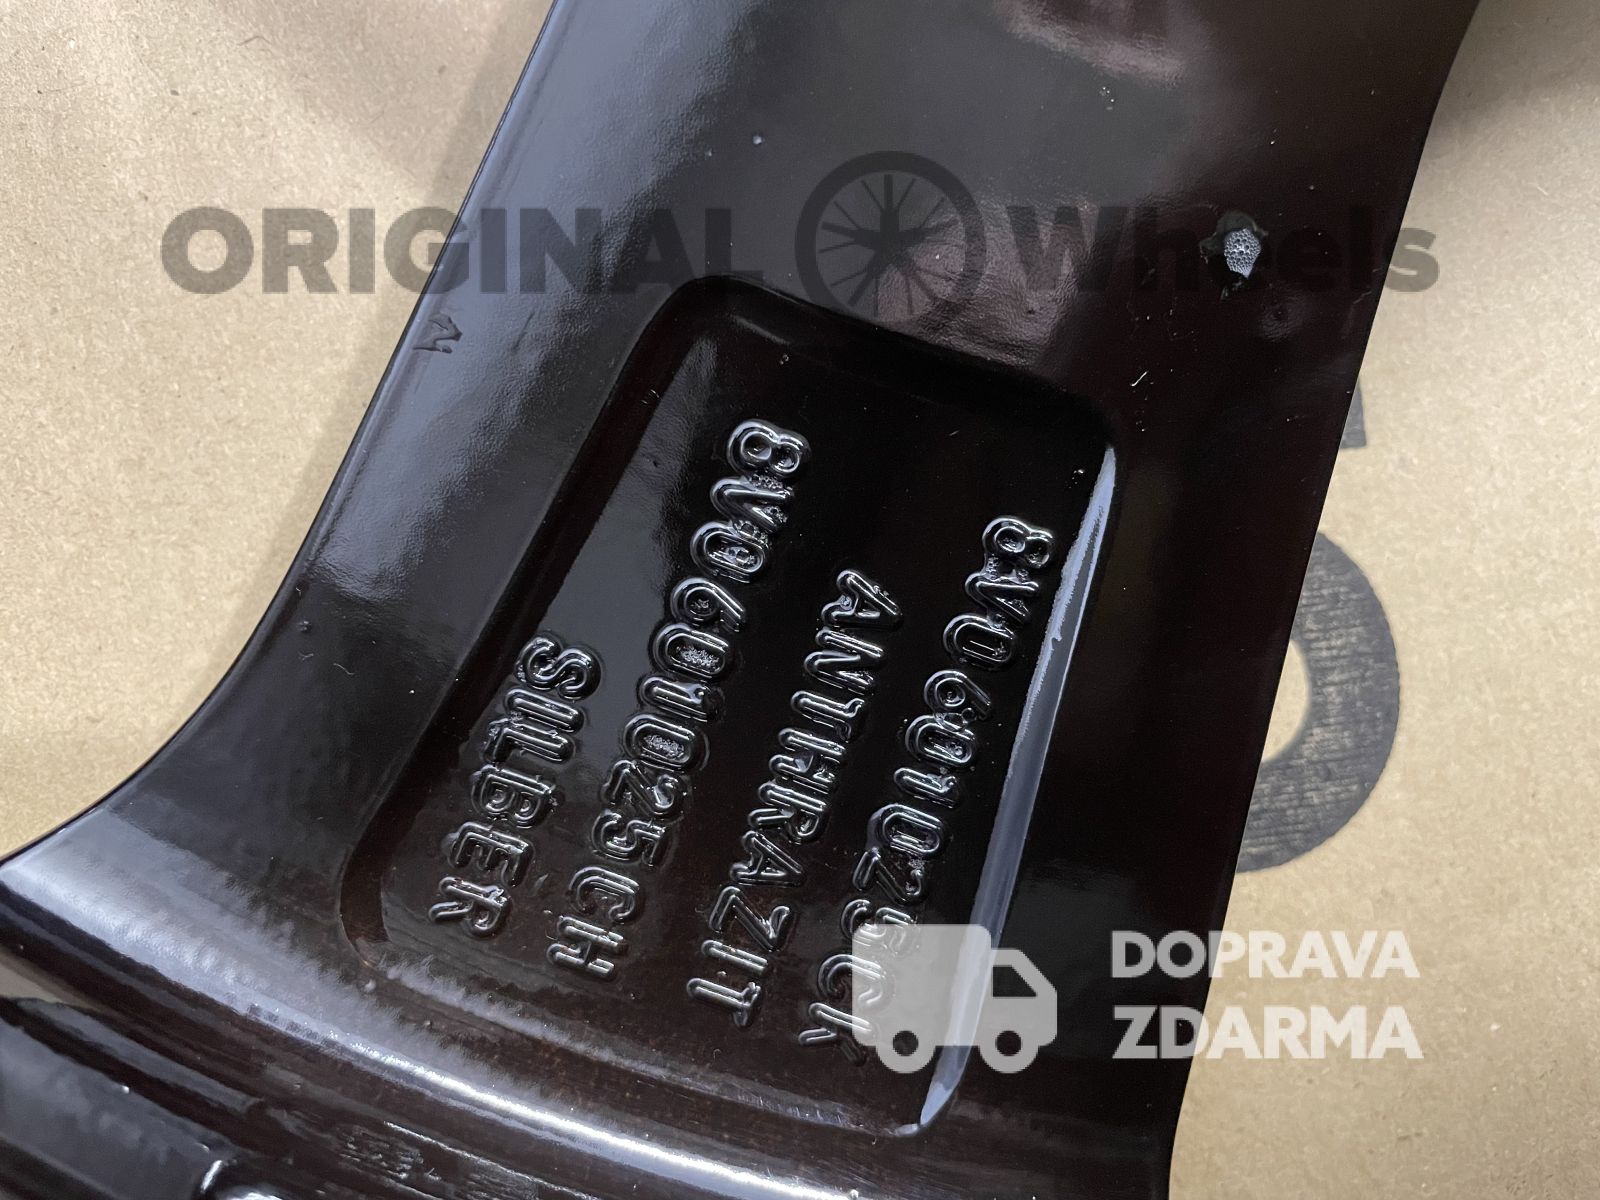 ORIGINAL Wheels
8V0601025CK
ANTHRAZIT
8V0601025CH
SILBER
DOPRAVA
ZDARMA